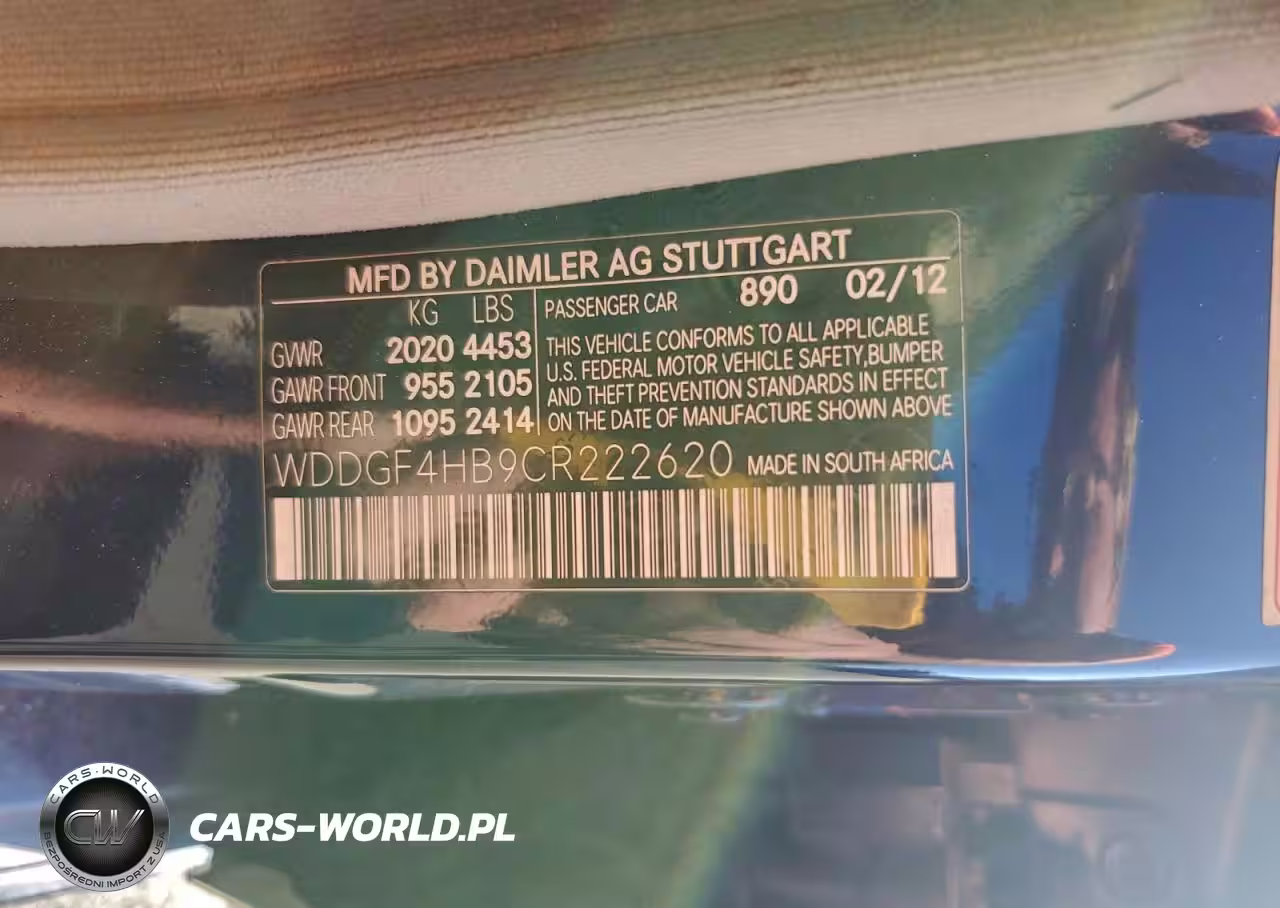 MFD BY DAIMLER AG STUTTGART
KG LBS
GVWR 2020 4453
GAWR FRONT 955 2105
GAWR REAR 1095 2414
PASSENGER CAR 890 02/12
THIS VEHICLE CONFORMS TO ALL APPLICABLE
U.S. FEDERAL MOTOR VEHICLE SAFETY,BUMPER
AND THEFT PREVENTION STANDARDS IN EFFECT
ON THE DATE OF MANUFACTURE SHOWN ABOVE
WDDGF4HB9CR222620 MADE IN SOUTH AFRICA
CARS-WORLD
CW
BEZPOŚREDNI IMPORT Z USA
CARS-WORLD.PL